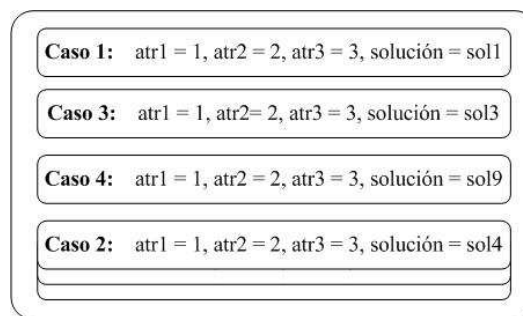 Caso 1: atr1 = 1, atr2 = 2, atr3 = 3, solución = sol1
Caso 3: atr1 = 1, atr2= 2, atr3 = 3, solución = sol3
Caso 4: atr1 = 1, atr2 = 2, atr3 = 3, solución = sol9
Caso 2: atr1 = 1, atr2 = 2, atr3 = 3, solución = sol4